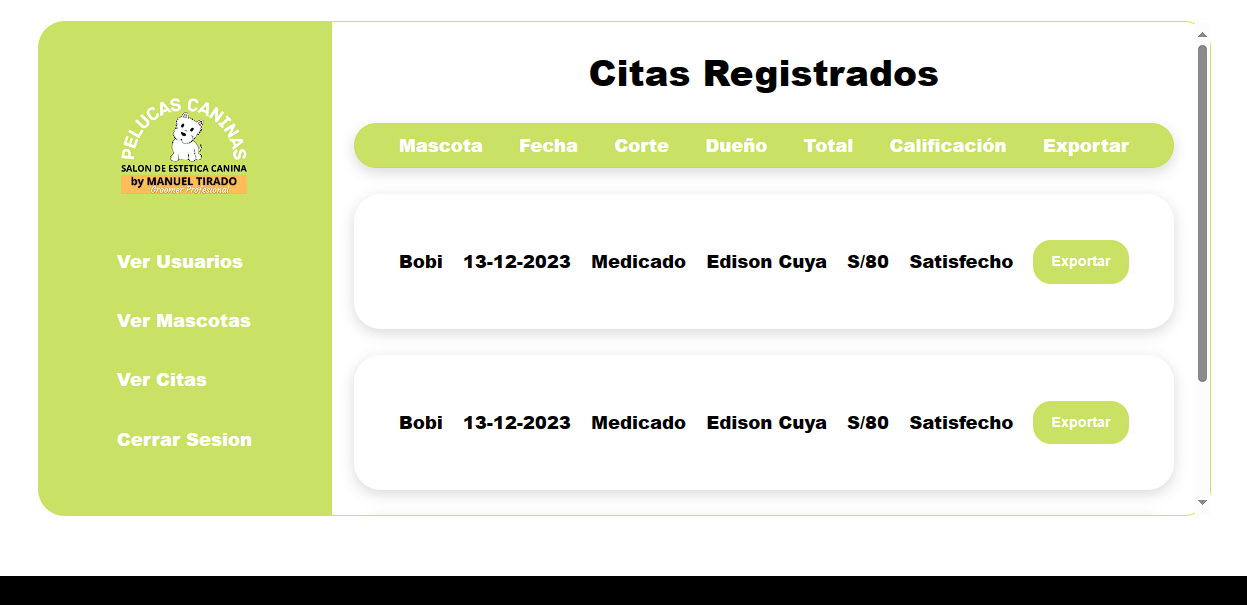 PELUCAS CANINAS
SALON DE ESTETICA CANINA
by MANUEL TIRADO
Groomer Profesional
Ver Usuarios
Ver Mascotas
Ver Citas
Cerrar Sesion
Citas Registrados
Mascota Fecha Corte Dueño Total Calificación Exportar
Bobi 13-12-2023 Medicado Edison Cuya S/80 Satisfecho Exportar
Bobi 13-12-2023 Medicado Edison Cuya S/80 Satisfecho Exportar